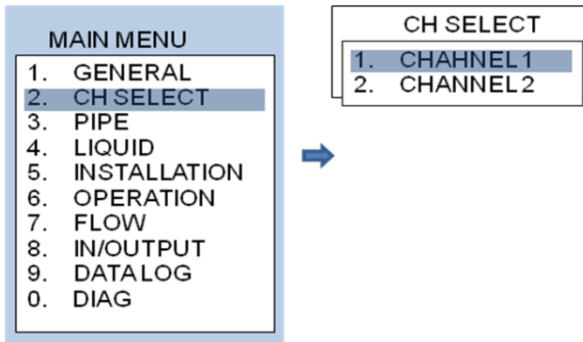 MAIN MENU
1. GENERAL
2. CH SELECT
3. PIPE
4. LIQUID
5. INSTALLATION
6. OPERATION
7. FLOW
8. IN/OUTPUT
9. DATALOG
0. DIAG
CH SELECT
1. CHAHNEL1
2. CHANNEL2